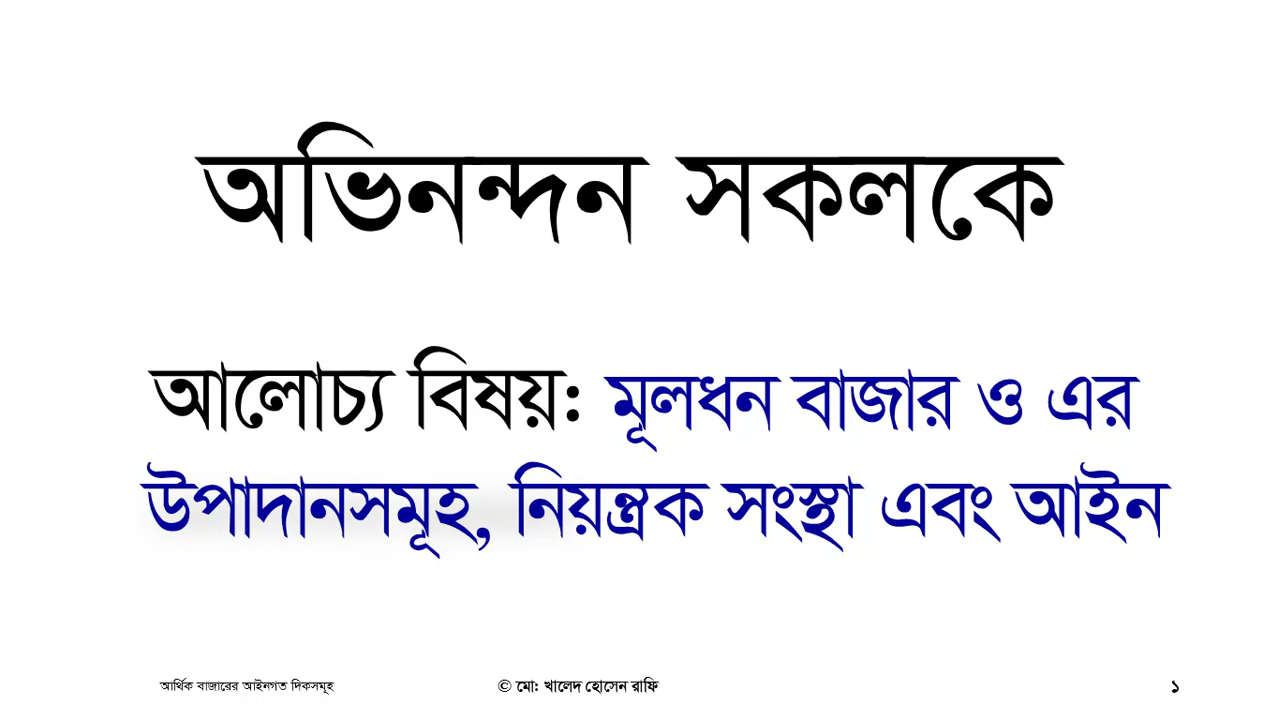 অভিনন্দন সকলকে
আলোচ্য বিষয়: মূলধন বাজার ও এর
উপাদানসমূহ, নিয়ন্ত্রক সংস্থা এবং আইন
আর্থিক বাজারের আইনগত দিকসমূহ © মো: খালেদ হোসেন রাফি ১